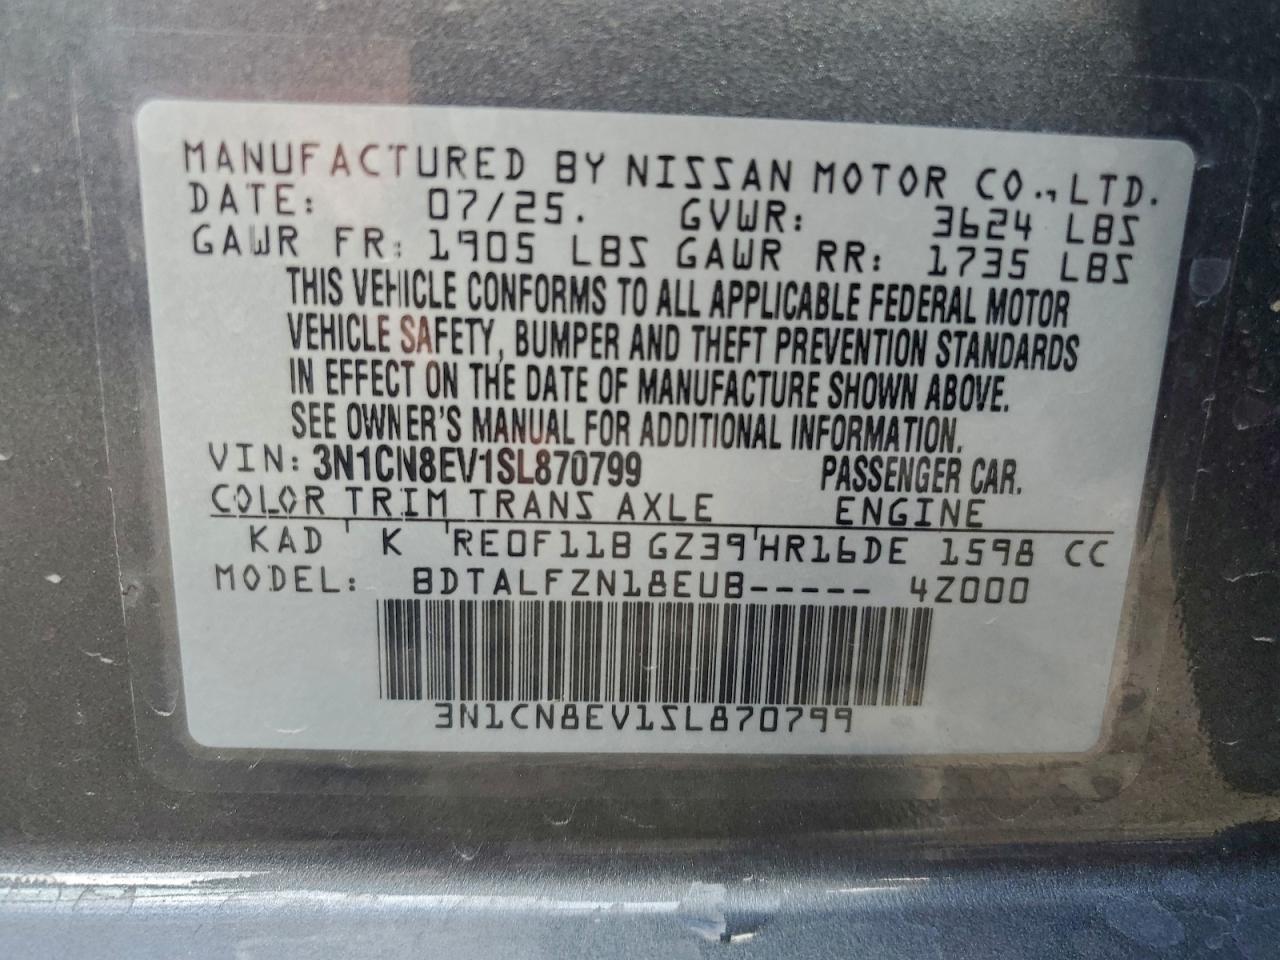 MANUFACTURED BY NISSAN MOTOR CO., LTD.
DATE: 07/25. GVWR: 3624 LBS
GAWR FR: 1905 LBS GAWR RR: 1735 LBS
THIS VEHICLE CONFORMS TO ALL APPLICABLE FEDERAL MOTOR
VEHICLE SAFETY, BUMPER AND THEFT PREVENTION STANDARDS
IN EFFECT ON THE DATE OF MANUFACTURE SHOWN ABOVE.
SEE OWNER'S MANUAL FOR ADDITIONAL INFORMATION.
VIN: 3N1CN8EV1SL870799 PASSENGER CAR.
COLOR TRIM TRANS AXLE ENGINE
KAD K RE0F11B GZ39 HR16DE 1598 CC
MODEL: BDTALFZN18EUB----- 4Z000
3N1CN8EV1SL870799